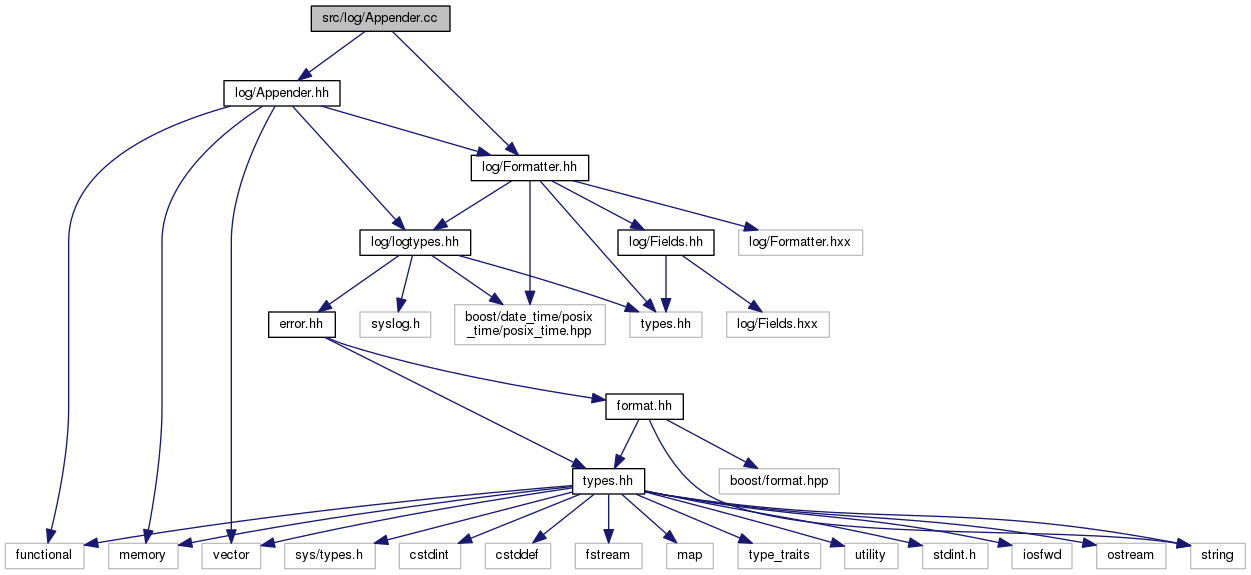 src/log/Appender.cc
log/Appender.hh
log/Formatter.hh
log/logtypes.hh
log/Fields.hh
log/Formatter.hxx
error.hh
syslog.h
boost/date_time/posix
_time/posix_time.hpp
types.hh
log/Fields.hxx
format.hh
types.hh
boost/format.hpp
functional
memory
vector
sys/types.h
cstdint
cstddef
fstream
map
type_traits
utility
stdint.h
iosfwd
ostream
string